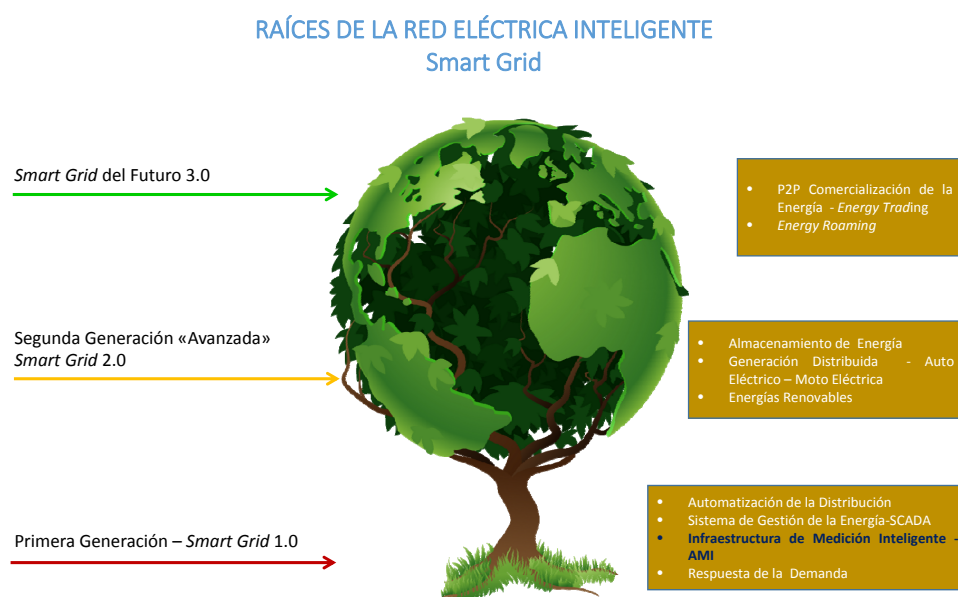 RAÍCES DE LA RED ELÉCTRICA INTELIGENTE
Smart Grid
Smart Grid del Futuro 3.0
• P2P Comercialización de la
Energía - Energy Trading
• Energy Roaming
Segunda Generación «Avanzada»
Smart Grid 2.0
• Almacenamiento de Energía
• Generación Distribuida - Auto
Eléctrico – Moto Eléctrica
• Energías Renovables
Primera Generación – Smart Grid 1.0
• Automatización de la Distribución
• Sistema de Gestión de la Energía-SCADA
• Infraestructura de Medición Inteligente -
AMI
• Respuesta de la Demanda